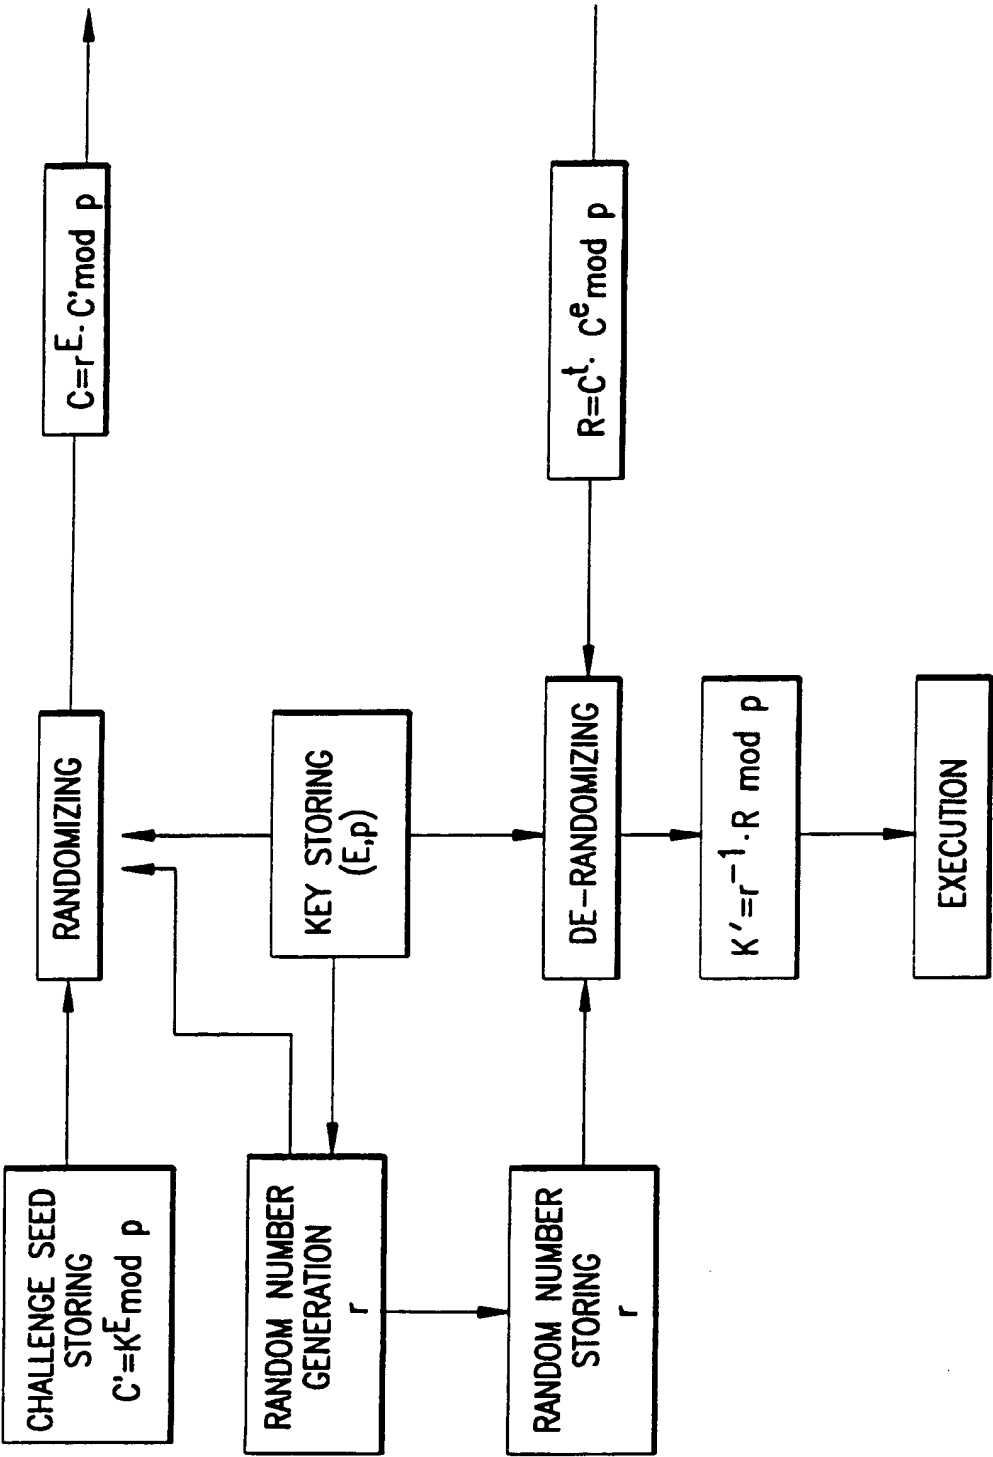 CHALLENGE SEED
STORING
C'=K^E mod p
RANDOMIZING
C=r^E· C'mod p
RANDOM NUMBER
GENERATION
r
KEY STORING
(E,p)
RANDOM NUMBER
STORING
r
DE-RANDOMIZING
R=C^t· C^e mod p
K'=r^-1·R mod p
EXECUTION